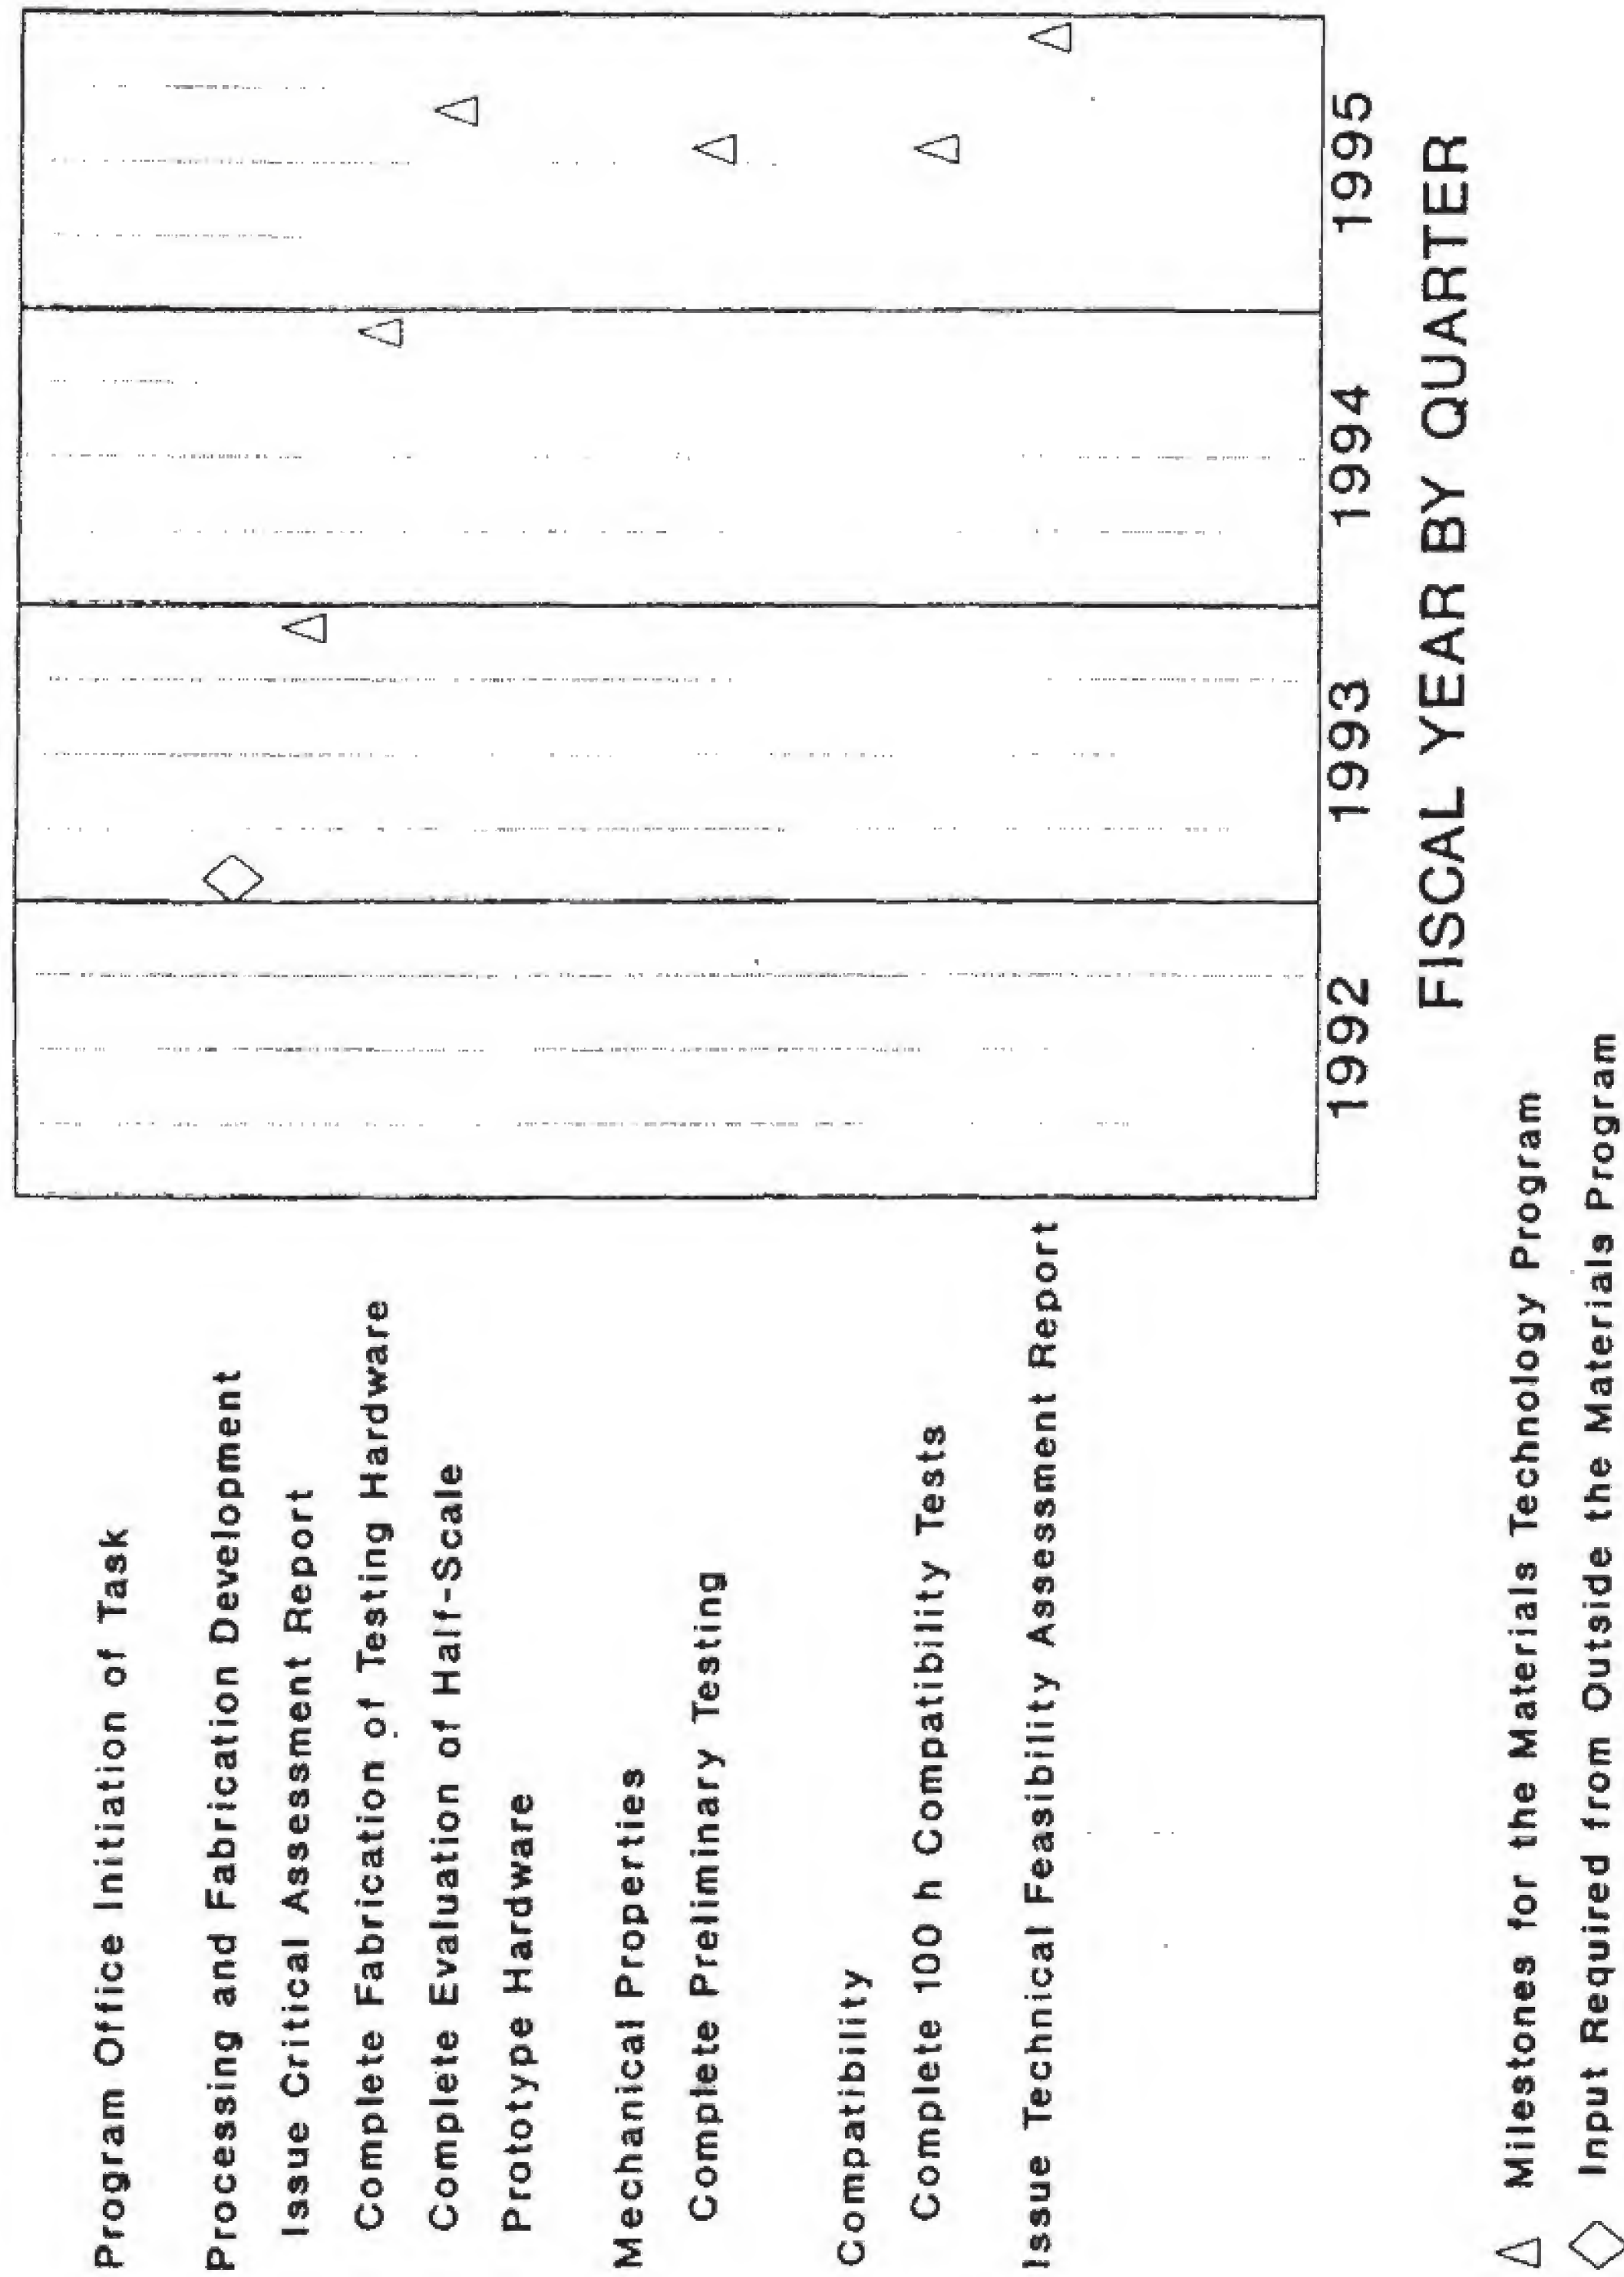 Program Office Initiation of Task
Processing and Fabrication Development
Issue Critical Assessment Report
Complete Fabrication of Testing Hardware
Complete Evaluation of Half-Scale
Prototype Hardware
Mechanical Properties
Complete Preliminary Testing
Compatibility
Complete 100 h Compatibility Tests
Issue Technical Feasibility Assessment Report
1992 1993 1994 1995
FISCAL YEAR BY QUARTER
Milestones for the Materials Technology Program
Input Required from Outside the Materials Program